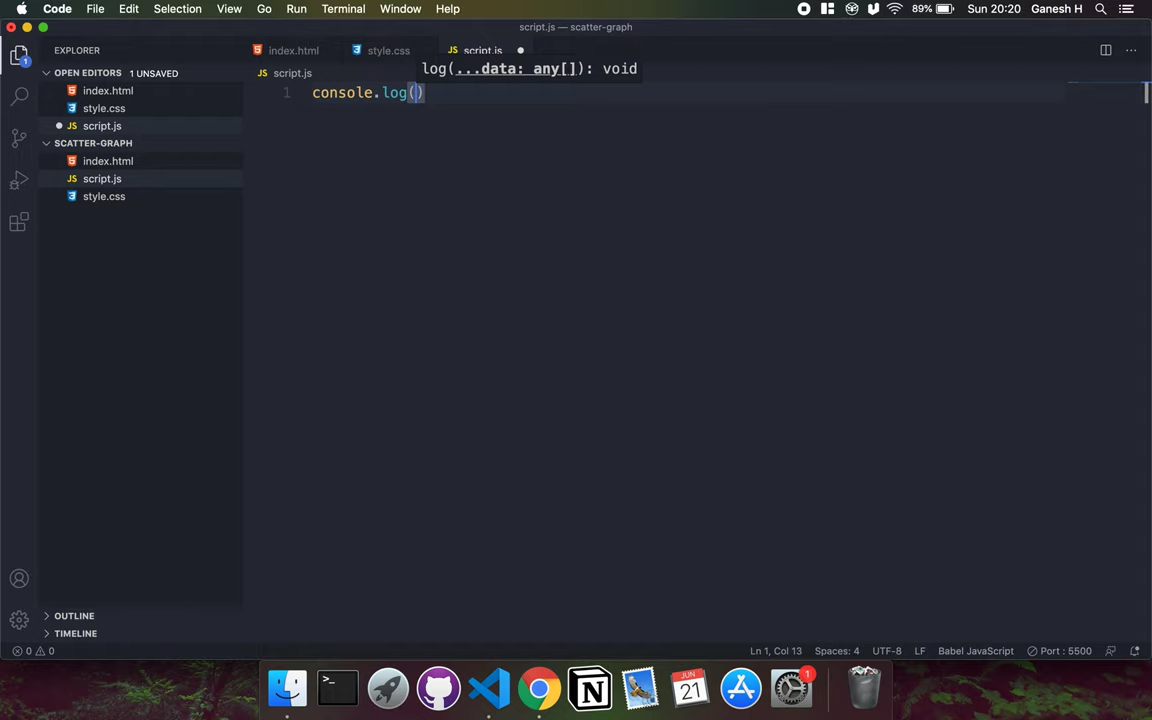 Code File Edit Selection View Go Run Terminal Window Help 89% Sun 20:20 Ganesh H
script.js — scatter-graph
EXPLORER
index.html style.css script.js
OPEN EDITORS 1 UNSAVED
log(...data: any[]): void
script.js
index.html
1 console.log()
style.css
JS script.js
SCATTER-GRAPH
index.html
JS script.js
style.css
OUTLINE
TIMELINE
0 0 Ln 1, Col 13 Spaces: 4 UTF-8 LF Babel JavaScript Port : 5500
JUN
21
1